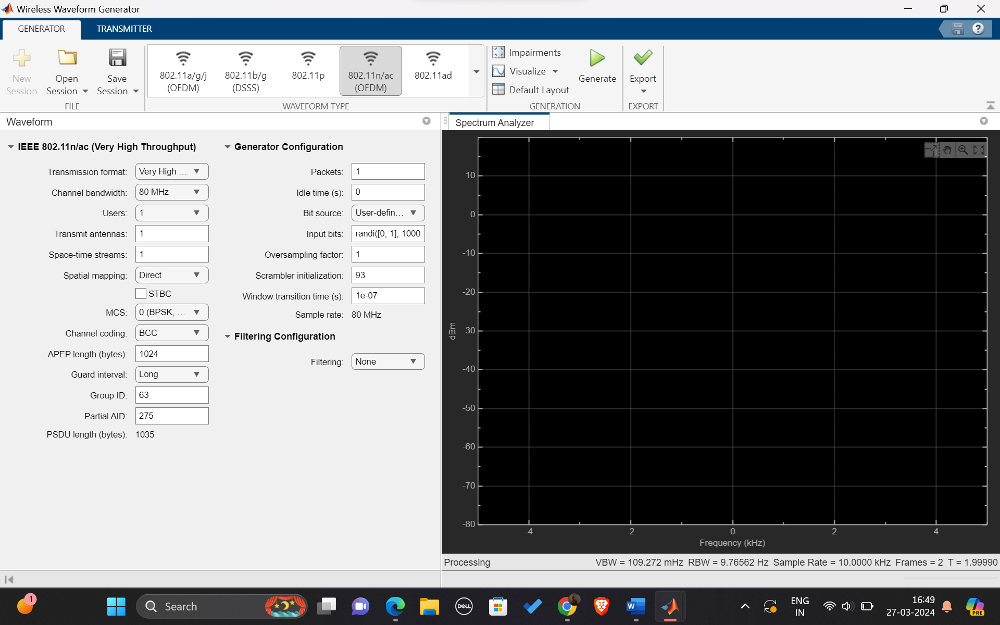 Wireless Waveform Generator
GENERATOR
TRANSMITTER
New
Session
Open
Session
Save
Session
FILE
802.11a/g/j
(OFDM)
802.11b/g
(DSSS)
802.11p
802.11n/ac
(OFDM)
802.11ad
WAVEFORM TYPE
Impairments
Visualize
Default Layout
Generate
GENERATION
Export
EXPORT
Waveform
IEEE 802.11n/ac (Very High Throughput)
Transmission format: Very High ...
Channel bandwidth: 80 MHz
Users: 1
Transmit antennas: 1
Space-time streams: 1
Spatial mapping: Direct
STBC
MCS: 0 (BPSK, ...
Channel coding: BCC
APEP length (bytes): 1024
Guard interval: Long
Group ID: 63
Partial AID: 275
PSDU length (bytes): 1035
Generator Configuration
Packets: 1
Idle time (s): 0
Bit source: User-defin...
Input bits: randi([0, 1], 1000
Oversampling factor: 1
Scrambler initialization: 93
Window transition time (s): 1e-07
Sample rate: 80 MHz
Filtering Configuration
Filtering: None
Spectrum Analyzer
10
0
-10
-20
-30
-40
-50
-60
-70
-80
dBm
-4 -2 0 2 4
Frequency (kHz)
Processing
VBW = 109.272 mHz RBW = 9.76562 Hz Sample Rate = 10.0000 kHz Frames = 2 T = 1.99990
1
Search
DELL
W
ENG
IN
16:49
27-03-2024
PRE